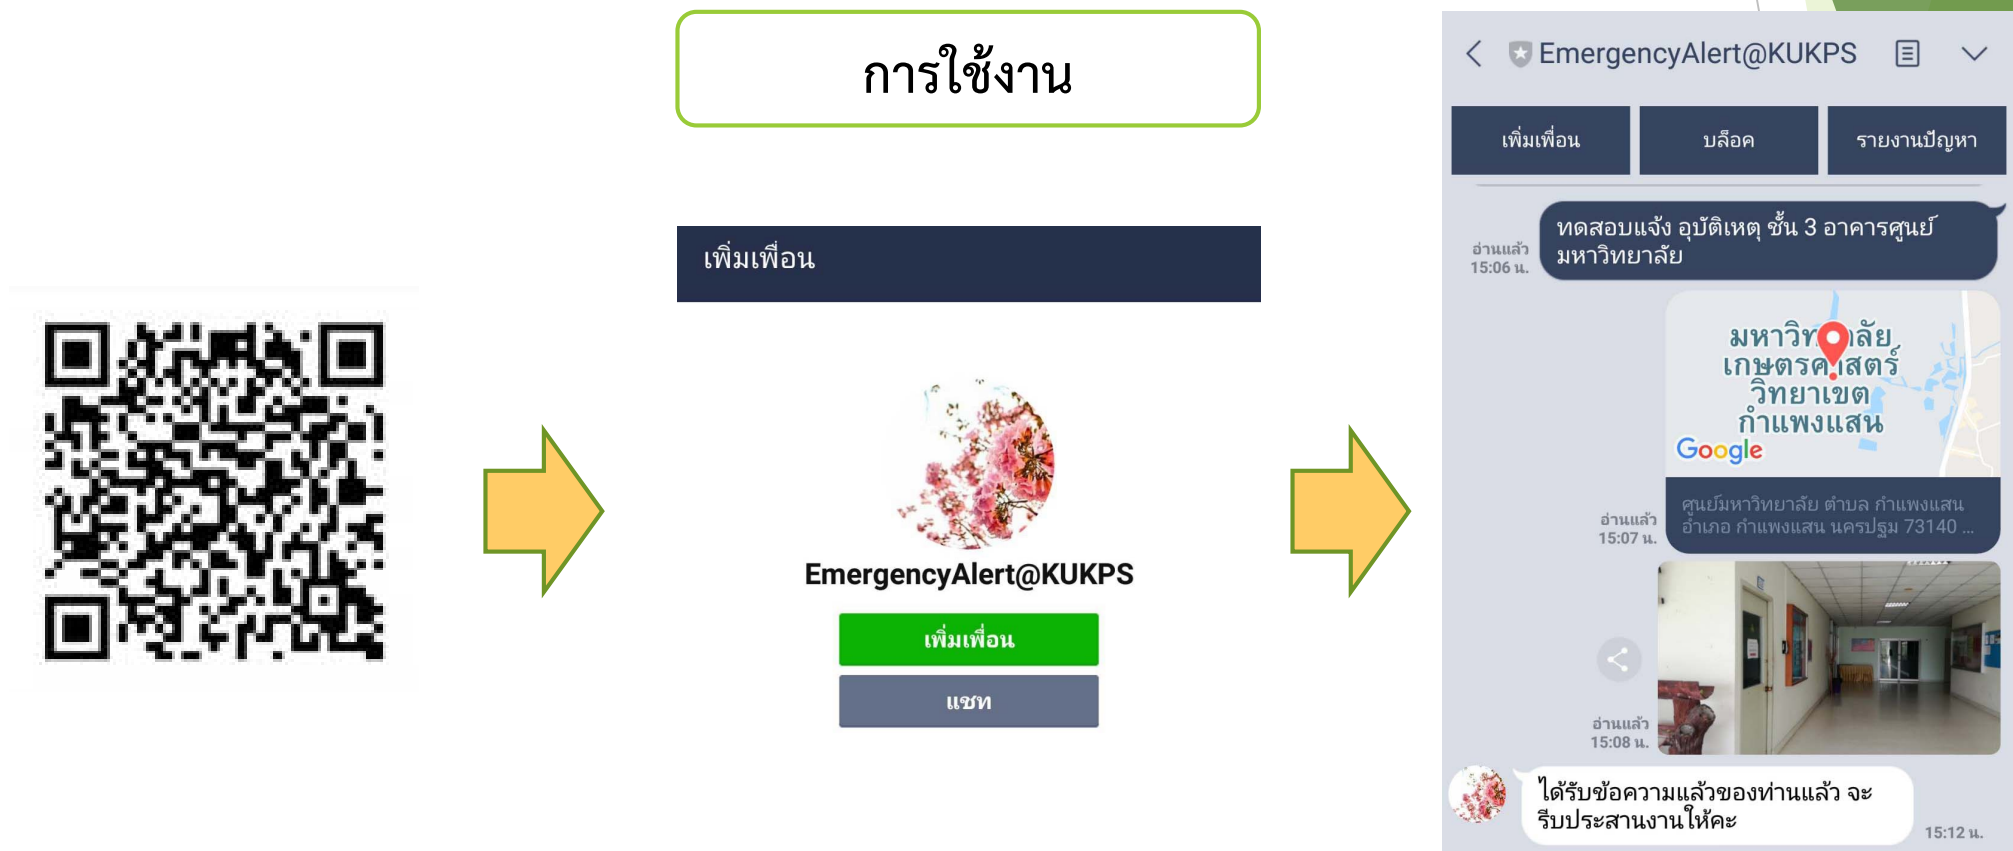 การใช้งาน
เพิ่มเพื่อน
EmergencyAlert@KUKPS
เพิ่มเพื่อน
แชท
EmergencyAlert@KUKPS
เพิ่มเพื่อน
บล็อค
รายงานปัญหา
ทดสอบแจ้ง อุบัติเหตุ ชั้น 3 อาคารศูนย์
มหาวิทยาลัย
อ่านแล้ว
15:06 น.
เกษตรศาสตร์
วิทยาเขต
กำแพงแสน
Google
ศูนย์มหาวิทยาลัย ตำบล กำแพงแสน
อำเภอ กำแพงแสน นครปฐม 73140 ...
อ่านแล้ว
15:07 น.
อ่านแล้ว
15:08 น.
ได้รับข้อความแล้วของท่านแล้ว จะ
รีบประสานงานให้คะ
15:12 น.